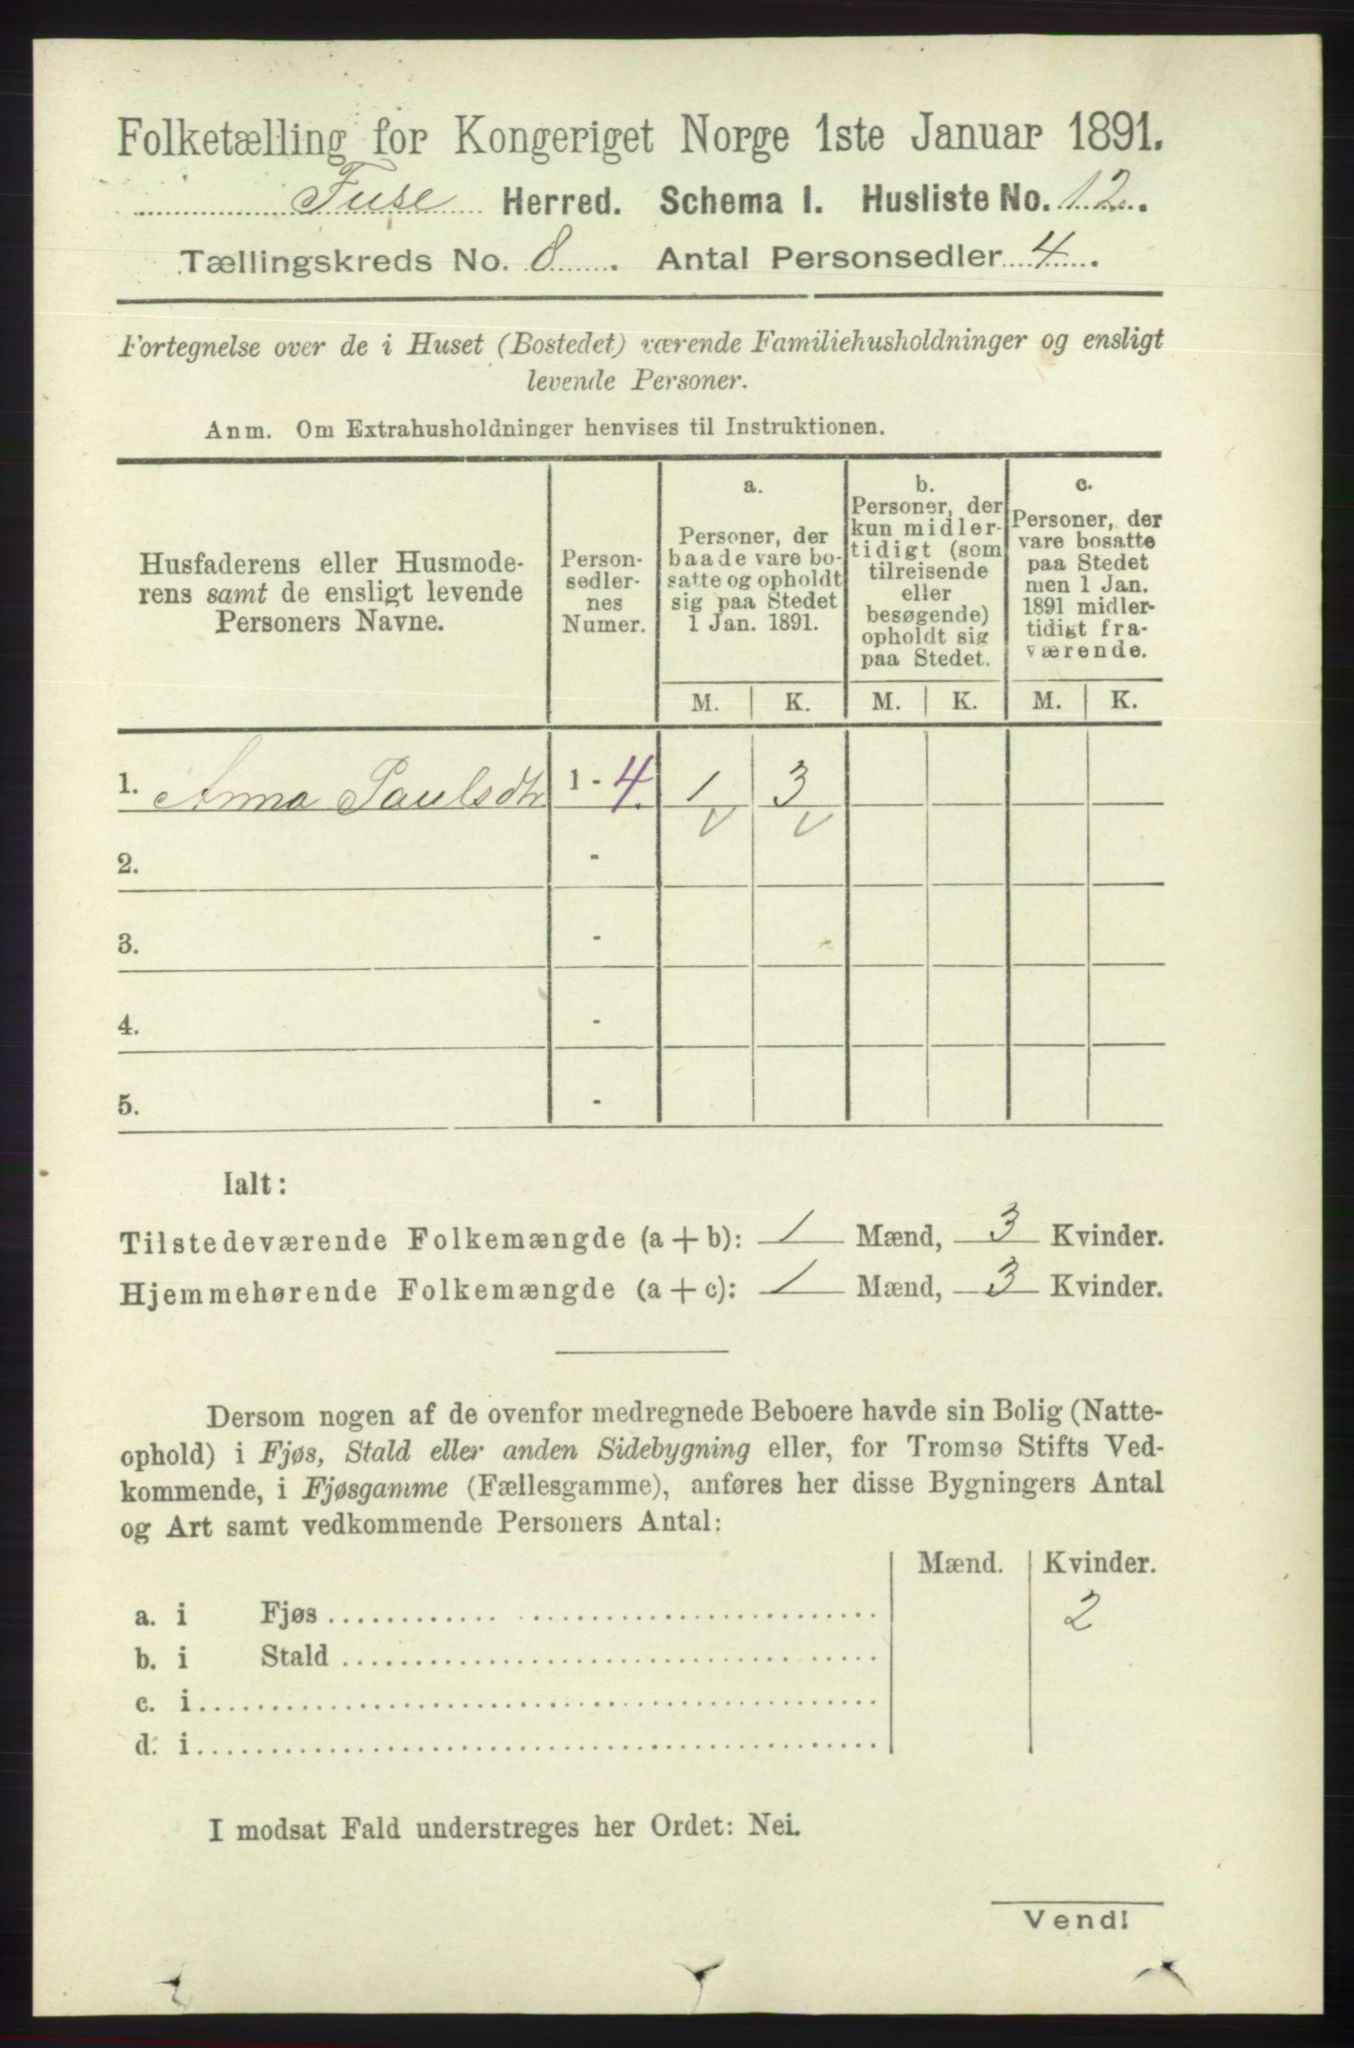 Folketælling for Kongeriget Norge 1ste Januar 1891.
Fuse Herred. Schema I. Husliste No. 12.
Tællingskreds No. 8. Antal Personsedler 4.
Fortegnelse over de i Huset (Bostedet) værende Familiehusholdninger og ensligt
levende Personer.
Anm. Om Extrahusholdninger henvises til Instruktionen.
Husfaderens eller Husmode-
rens samt de ensligt levende
Personers Navne.
Person-
sedler-
nes
Numer.
a.
Personer, der
baade vare bo-
satte og opholdt
sig paa Stedet
1 Jan. 1891.
b.
Personer, der
kun midler-
tidigt (som
tilreisende
eller
besøgende)
opholdt sig
paa Stedet.
c.
Personer, der
vare bosatte
paa Stedet
men 1 Jan.
1891 midler-
tidigt fra-
værende.
M. K. M. K. M. K.
1. Anna Paulsdtr 1 - 4. 1 3
2. -
3. -
4. -
5. -
Ialt:
Tilstedeværende Folkemængde (a + b): 1 Mænd, 3 Kvinder.
Hjemmehørende Folkemængde (a + c): 1 Mænd, 3 Kvinder.
Dersom nogen af de ovenfor medregnede Beboere havde sin Bolig (Natte-
ophold) i Fjøs, Stald eller anden Sidebygning eller, for Tromsø Stifts Ved-
kommende, i Fjøsgamme (Fællesgamme), anføres her disse Bygningers Antal
og Art samt vedkommende Personers Antal:
Mænd. Kvinder.
a. i Fjøs 2
b. i Stald
c. i
d. i
I modsat Fald understreges her Ordet: Nei.
Vend!